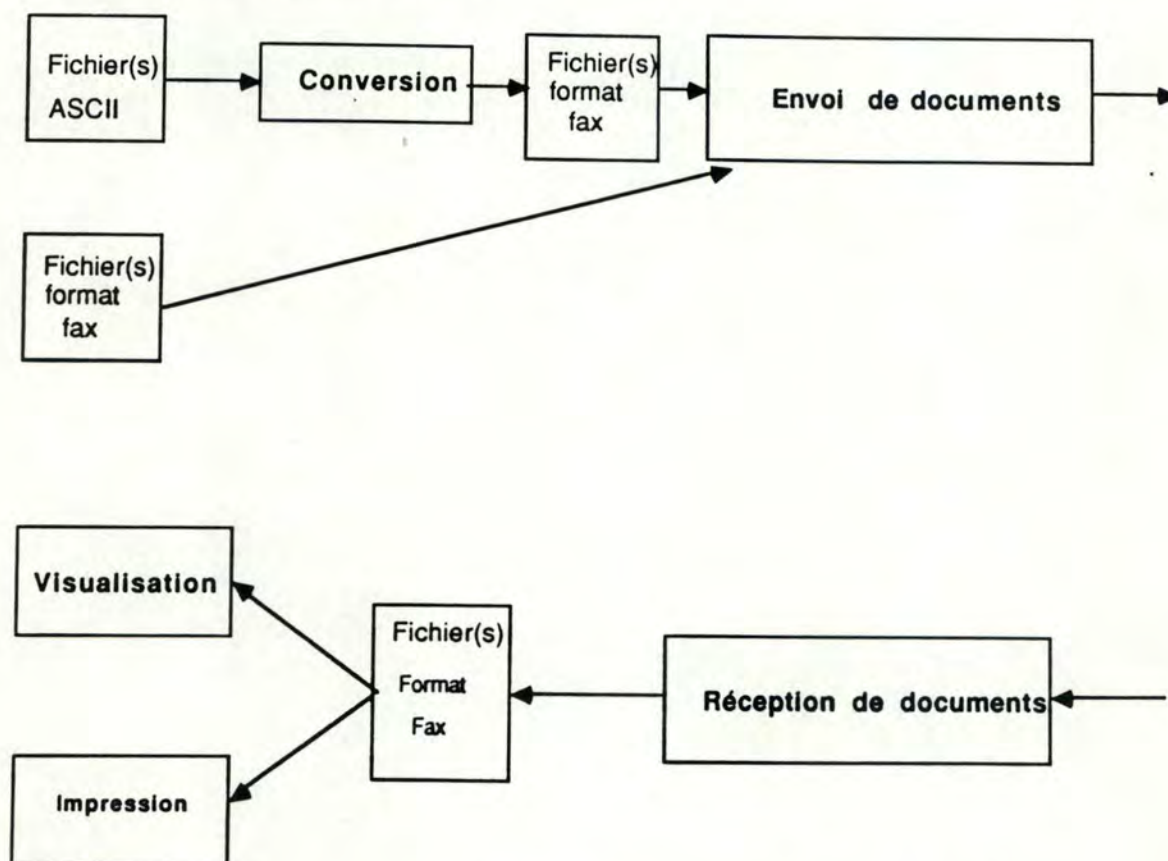 Fichier(s)
ASCII
Conversion
Fichier(s)
format
fax
Envoi de documents
Fichier(s)
format
fax
Visualisation
Fichier(s)
Format
Fax
Réception de documents
Impression